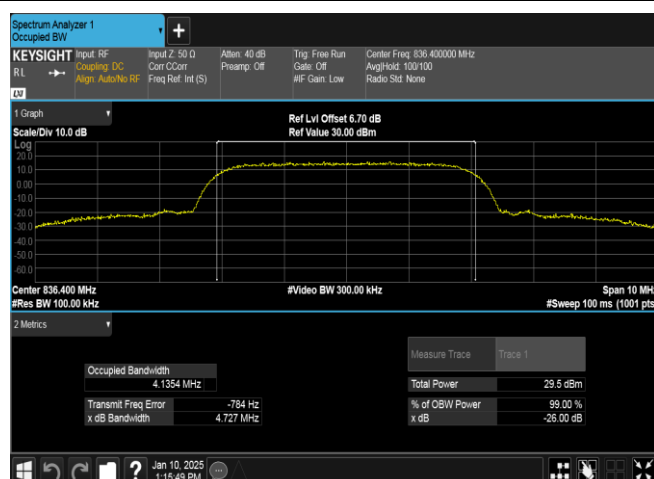 Spectrum Analyzer 1
Occupied BW
+
KEYSIGHT
RL
LXI
Input: RF
Coupling: DC
Align: Auto/No RF
Input Z: 50 Ω
Corr CCorr
Freq Ref: Int (S)
Atten: 40 dB
Preamp: Off
Trig: Free Run
Gate: Off
#IF Gain: Low
Center Freq: 836.400000 MHz
Avg|Hold: 100/100
Radio Std: None
1 Graph
Scale/Div 10.0 dB
Ref Lvl Offset 6.70 dB
Ref Value 30.00 dBm
Log
20.0
10.0
0.00
-10.0
-20.0
-30.0
-40.0
-50.0
-60.0
Center 836.400 MHz
#Res BW 100.00 kHz
#Video BW 300.00 kHz
Span 10 MHz
#Sweep 100 ms (1001 pts
2 Metrics
Measure Trace Trace 1
Occupied Bandwidth
4.1354 MHz
Total Power 29.5 dBm
Transmit Freq Error -784 Hz
% of OBW Power 99.00 %
x dB Bandwidth 4.727 MHz
x dB -26.00 dB
?
Jan 10, 2025
1:15:49 PM